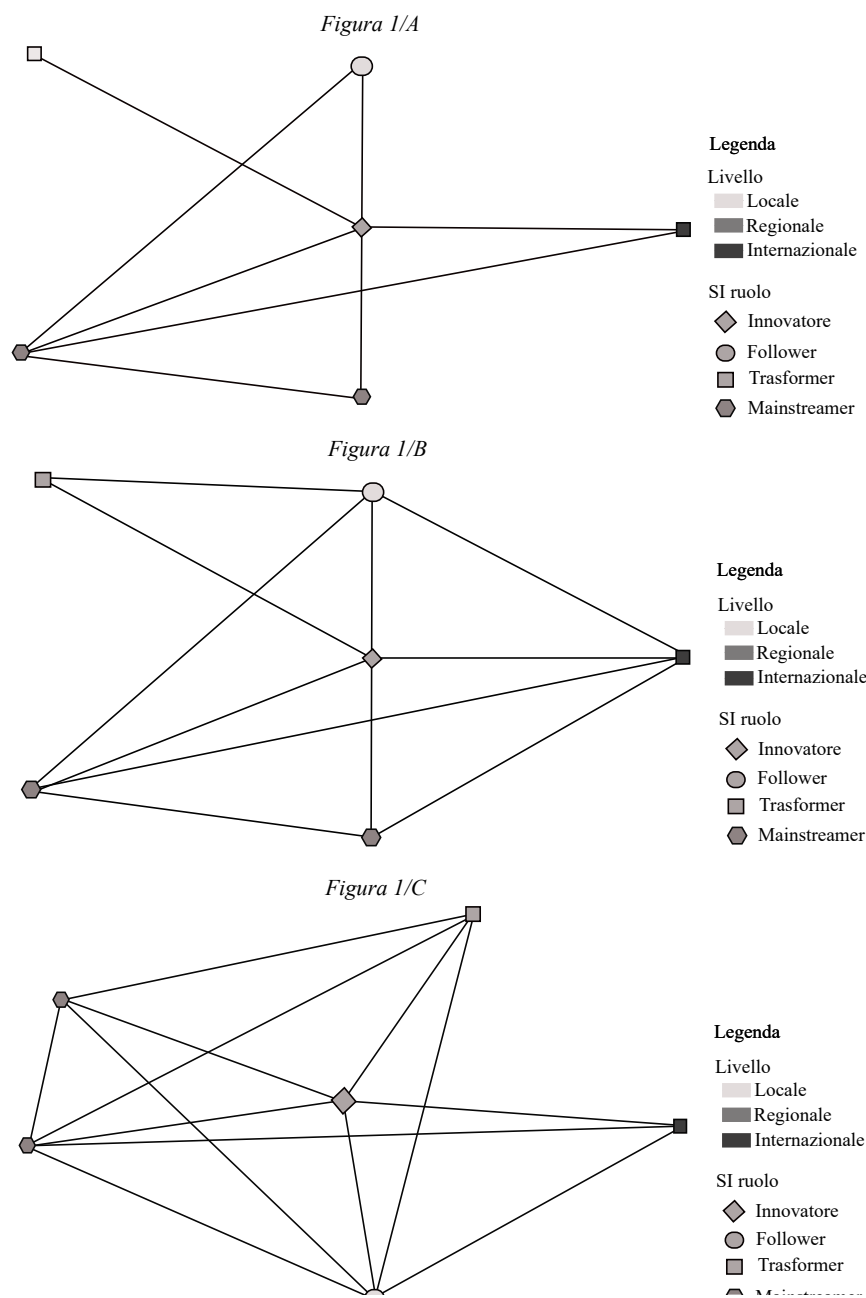 Figura 1/A
Legenda
Livello
Locale
Regionale
Internazionale
SI ruolo
Innovatore
Follower
Trasformer
Mainstreamer
Figura 1/B
Legenda
Livello
Locale
Regionale
Internazionale
SI ruolo
Innovatore
Follower
Trasformer
Mainstreamer
Figura 1/C
Legenda
Livello
Locale
Regionale
Internazionale
SI ruolo
Innovatore
Follower
Trasformer